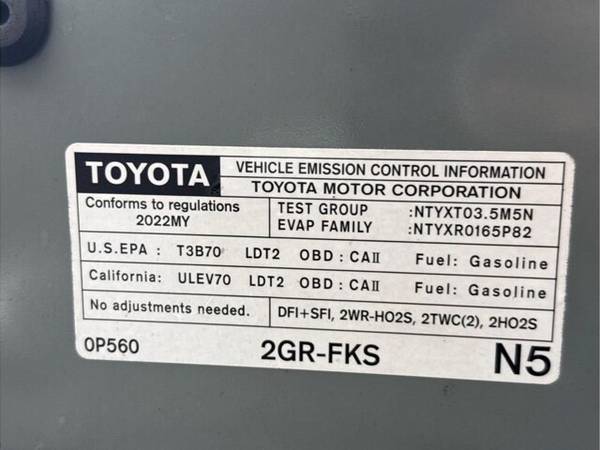 TOYOTA
VEHICLE EMISSION CONTROL INFORMATION
TOYOTA MOTOR CORPORATION
Conforms to regulations
2022MY
TEST GROUP :NTYXT03.5M5N
EVAP FAMILY :NTYXR0165P82
U.S.EPA : T3B70 LDT2 OBD : CAII Fuel: Gasoline
California: ULEV70 LDT2 OBD : CAII Fuel: Gasoline
No adjustments needed.
DFI+SFI, 2WR-HO2S, 2TWC(2), 2HO2S
0P560 2GR-FKS N5